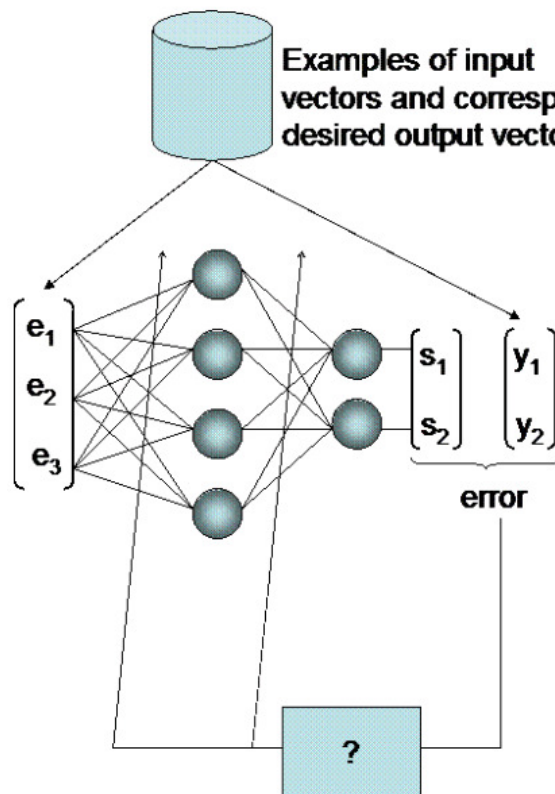 Examples of input
vectors and corresp
desired output vecto
e1
e2
e3
s1
s2
y1
y2
error
?